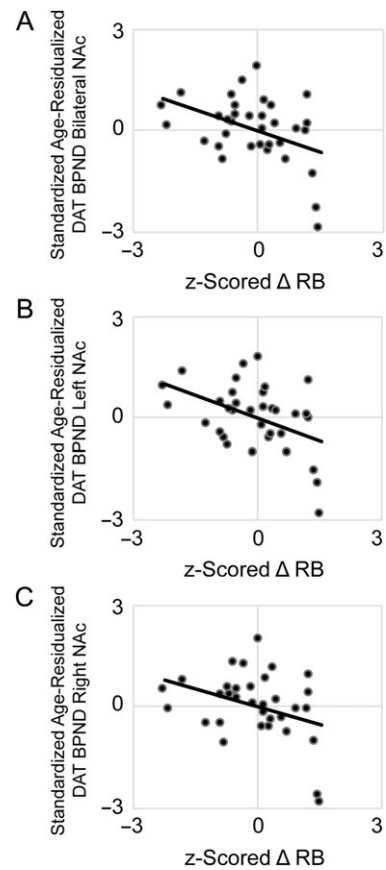 A
Standardized Age-Residualized
DAT BPND Bilateral NAc
3
0
−3
−3
0
3
z-Scored Δ RB
B
Standardized Age-Residualized
DAT BPND Left NAc
3
0
−3
−3
0
3
z-Scored Δ RB
C
Standardized Age-Residualized
DAT BPND Right NAc
3
0
−3
−3
0
3
z-Scored Δ RB